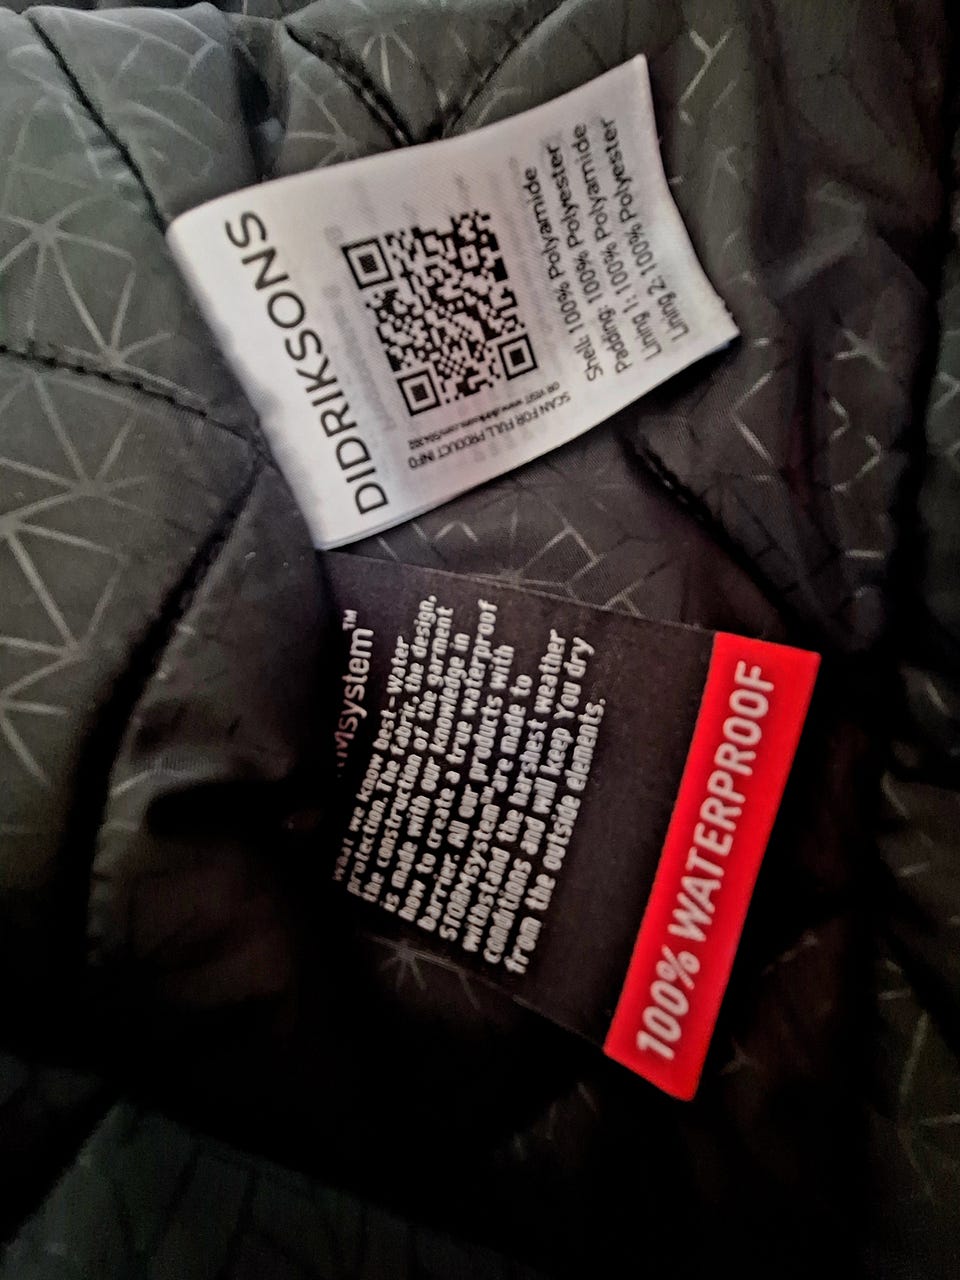 DIDRIKSONS
SCAN FOR FULL PRODUCT INFO
OR VISIT
Shell: 100% Polyamide
Padding: 100% Polyester
Lining 1: 100% Polyamide
Lining 2: 100% Polyester
Msystem™
What we know best-Water
protection. The fabric, the design,
the construction of the garment
is made with our knowledge in
how to create a true waterproof
barrier. All our products with
STORMsystem™ are made to
withstand the harshest weather
conditions and will keep You dry
from the outside elements.
100% WATERPROOF